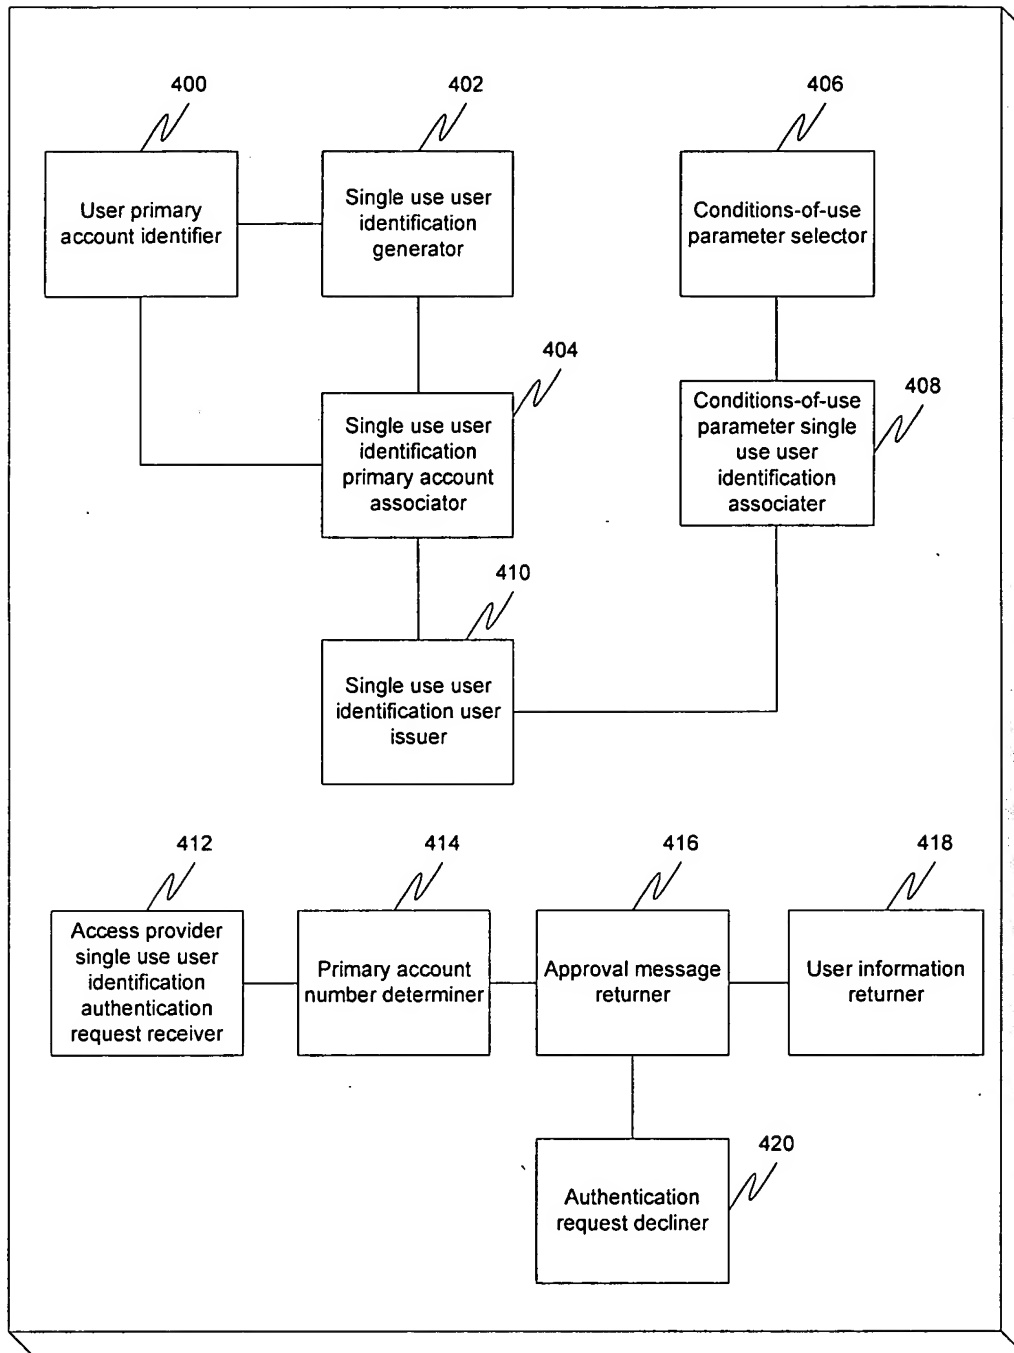 400
402
406
User primary
account identifier
Single use user
identification
generator
Conditions-of-use
parameter selector
404
408
Single use user
identification
primary account
associator
Conditions-of-use
parameter single
use user
identification
associater
410
Single use user
identification user
issuer
412
414
416
418
Access provider
single use user
identification
authentication
request receiver
Primary account
number determiner
Approval message
returner
User information
returner
420
Authentication
request decliner